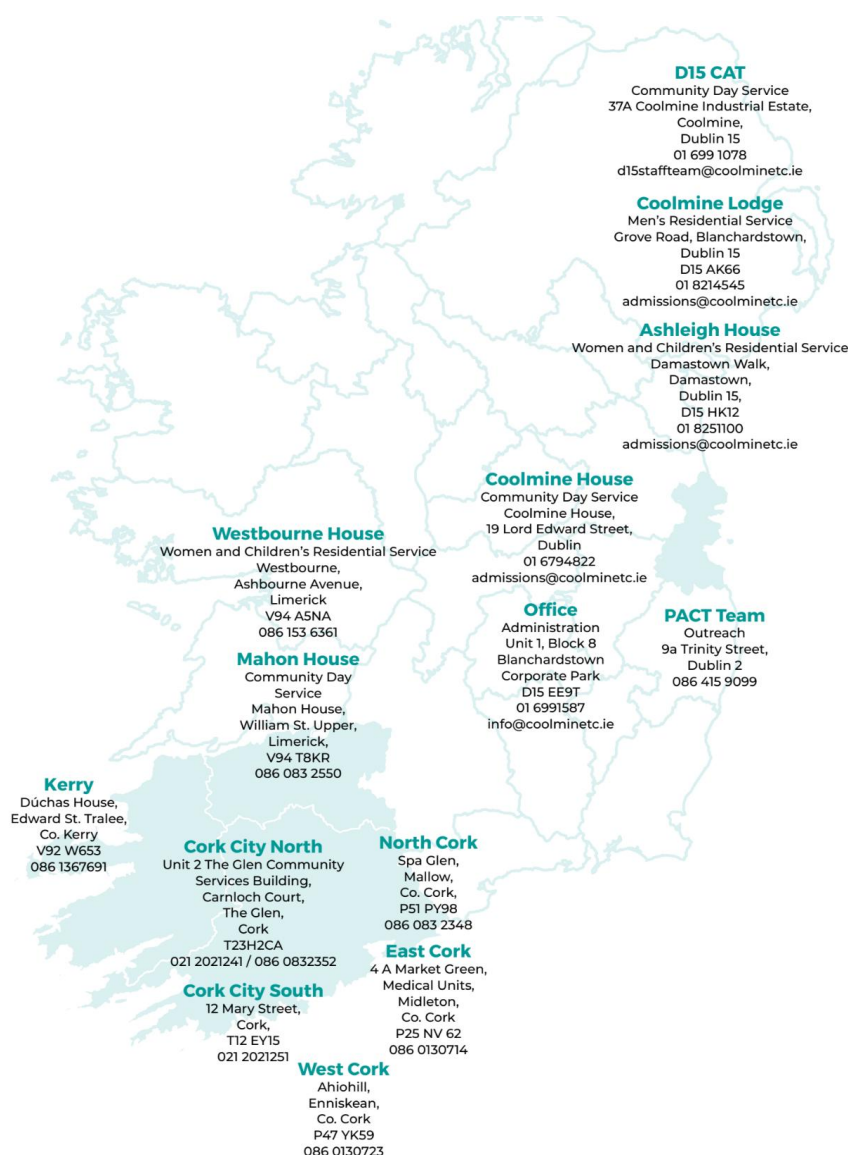 D15 CAT
Community Day Service
37A Coolmine Industrial Estate,
Coolmine,
Dublin 15
01 699 1078
d15staffteam@coolminetc.ie
Coolmine Lodge
Men's Residential Service
Grove Road, Blanchardstown,
Dublin 15
D15 AK66
01 8214545
admissions@coolminetc.ie
Ashleigh House
Women and Children's Residential Service
Damastown Walk,
Damastown,
Dublin 15,
D15 HK12
01 8251100
admissions@coolminetc.ie
Coolmine House
Community Day Service
Coolmine House,
19 Lord Edward Street,
Dublin
01 6794822
admissions@coolminetc.ie
Westbourne House
Women and Children's Residential Service
Westbourne,
Ashbourne Avenue,
Limerick
V94 A5NA
086 153 6361
Office
Administration
Unit 1, Block 8
Blanchardstown
Corporate Park
D15 EE9T
01 6991587
info@coolminetc.ie
PACT Team
Outreach
9a Trinity Street,
Dublin 2
086 415 9099
Mahon House
Community Day
Service
Mahon House,
William St. Upper,
Limerick,
V94 T8KR
086 083 2550
Kerry
Dúchas House,
Edward St. Tralee,
Co. Kerry
V92 W653
086 1367691
Cork City North
Unit 2 The Glen Community
Services Building,
Carnloch Court,
The Glen,
Cork
T23H2CA
021 2021241 / 086 0832352
North Cork
Spa Glen,
Mallow,
Co. Cork,
P51 PY98
086 083 2348
East Cork
4 A Market Green,
Medical Units,
Midleton,
Co. Cork
P25 NV 62
086 0130714
Cork City South
12 Mary Street,
Cork,
T12 EY15
021 2021251
West Cork
Ahiohill,
Enniskean,
Co. Cork
P47 YK59
086 0130723